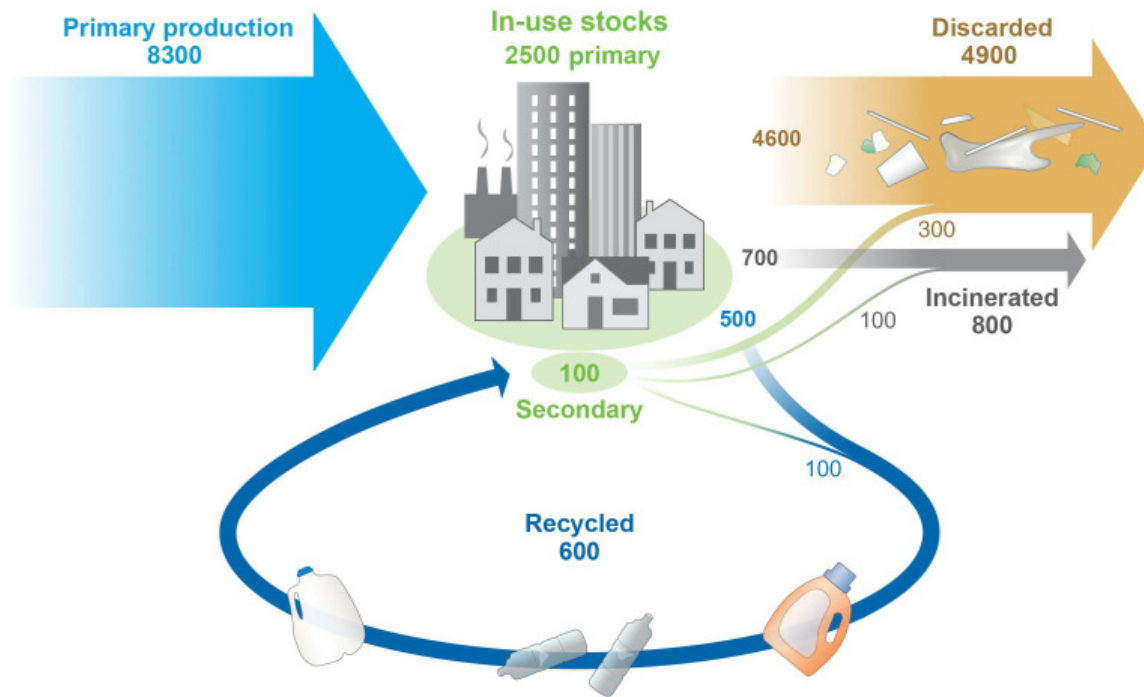 Primary production
8300
In-use stocks
2500 primary
Discarded
4900
4600
300
700
Incinerated
800
500
100
100
Secondary
100
Recycled
600